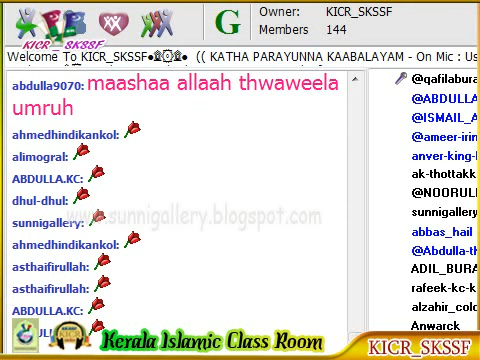 KICR_SKSSF
G
Owner: KICR_SKSSF
Members 144
Welcome To KICR_SKSSF (( KATHA PARAYUNNA KAABALAYAM - On Mic : Us
abdulla9070: maashaa allaah thwaweela
umruh
ahmedhindikankol:
alimogral:
ABDULLA.KC:
dhul-dhul:
sunnigallery:
www.sunnigallery.blogspot.com
ahmedhindikankol:
asthaifirullah:
asthaifirullah:
ABDULLA.KC:
@qafilabura
@ABDULLA
@ISMAIL_A
@ameer-irin
anver-king-
ak-thottakk
@NOORULI
sunnigallery
abbas_hail
@Abdulla-th
ADIL_BURA
rafeek-kc-k
alzahir_colo
Anwarck
Kerala Islamic Class Room
KICR_SKSSF